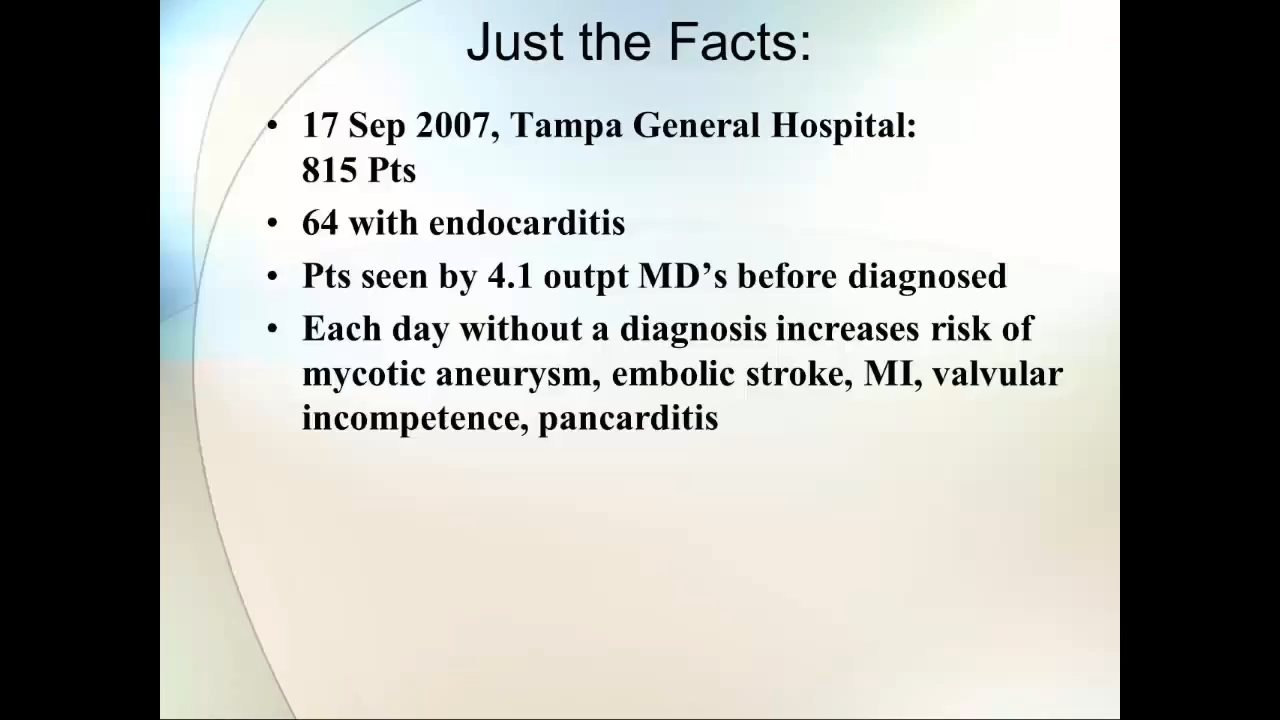 Just the Facts:
• 17 Sep 2007, Tampa General Hospital:
815 Pts
• 64 with endocarditis
• Pts seen by 4.1 outpt MD’s before diagnosed
• Each day without a diagnosis increases risk of
mycotic aneurysm, embolic stroke, MI, valvular
incompetence, pancarditis